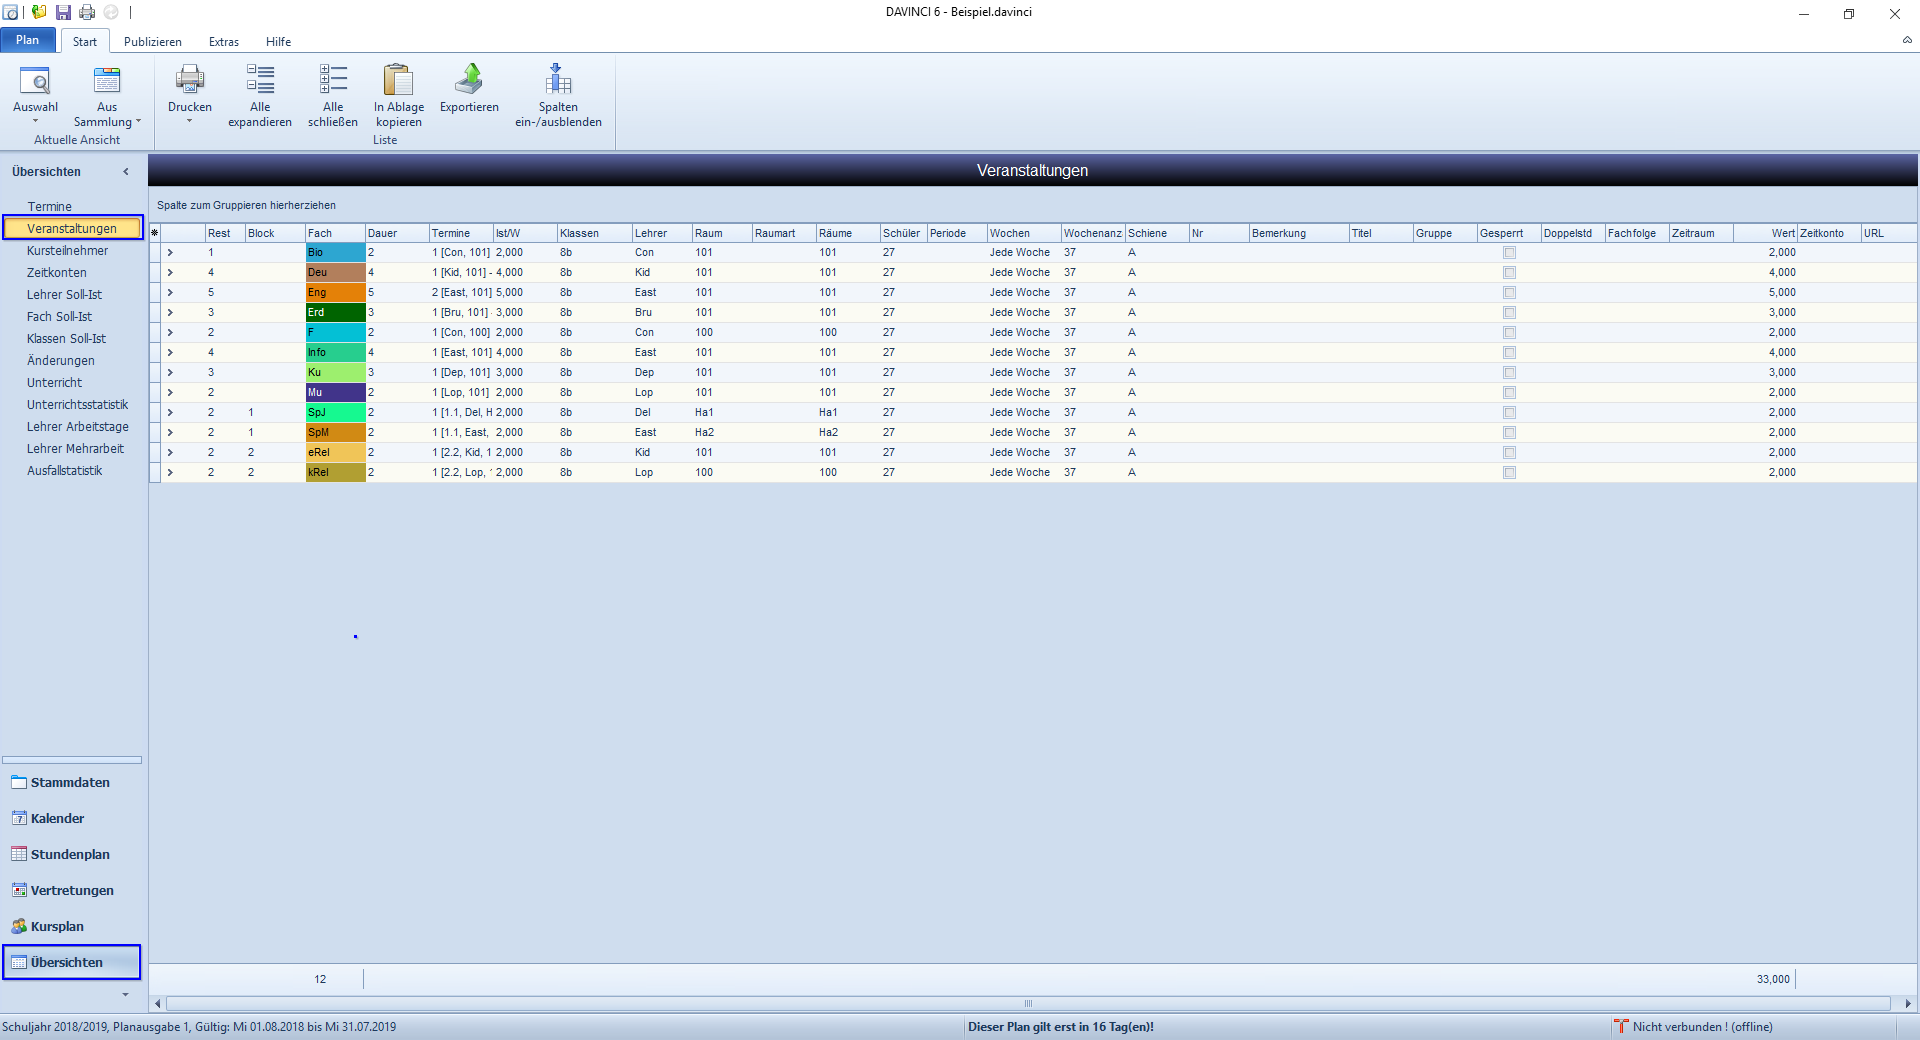 DAVINCI 6 - Beispiel.davinci
Plan Start Publizieren Extras Hilfe
Auswahl Aus Sammlung Drucken Alle expandieren Alle schließen In Ablage kopieren Exportieren Spalten ein-/ausblenden
Aktuelle Ansicht Liste
Übersichten
Termine
Veranstaltungen
Kursteilnehmer
Zeitkonten
Lehrer Soll-Ist
Fach Soll-Ist
Klassen Soll-Ist
Änderungen
Unterricht
Unterrichtsstatistik
Lehrer Arbeitstage
Lehrer Mehrarbeit
Ausfallstatistik
Stammdaten
Kalender
Stundenplan
Vertretungen
Kursplan
Übersichten
Veranstaltungen
Spalte zum Gruppieren hierherziehen
Rest Block Fach Dauer Termine Ist/W Klassen Lehrer Raum Raumart Räume Schüler Periode Wochen Wochenanz Schiene Nr Bemerkung Titel Gruppe Gesperrt Doppelstd Fachfolge Zeitraum Wert Zeitkonto URL
1 Bio 2 1 [Con, 101] 2,000 8b Con 101 101 27 Jede Woche 37 A 2,000
4 Deu 4 1 [Kid, 101] - 4,000 8b Kid 101 101 27 Jede Woche 37 A 4,000
5 Eng 5 2 [East, 101] 5,000 8b East 101 101 27 Jede Woche 37 A 5,000
3 Erd 3 1 [Bru, 101] 3,000 8b Bru 101 101 27 Jede Woche 37 A 3,000
2 F 2 1 [Con, 100] 2,000 8b Con 100 100 27 Jede Woche 37 A 2,000
4 Info 4 1 [East, 101] 4,000 8b East 101 101 27 Jede Woche 37 A 4,000
3 Ku 3 1 [Dep, 101] 3,000 8b Dep 101 101 27 Jede Woche 37 A 3,000
2 Mu 2 1 [Lop, 101] 2,000 8b Lop 101 101 27 Jede Woche 37 A 2,000
2 1 SpJ 2 1 [1.1, Del, H 2,000 8b Del Ha1 Ha1 27 Jede Woche 37 A 2,000
2 1 SpM 2 1 [1.1, East, 2,000 8b East Ha2 Ha2 27 Jede Woche 37 A 2,000
2 2 eRel 2 1 [2.2, Kid, 1 2,000 8b Kid 101 101 27 Jede Woche 37 A 2,000
2 2 kRel 2 1 [2.2, Lop, 2,000 8b Lop 100 100 27 Jede Woche 37 A 2,000
12 33,000
Schuljahr 2018/2019, Planausgabe 1, Gültig: Mi 01.08.2018 bis Mi 31.07.2019 Dieser Plan gilt erst in 16 Tag(en)! Nicht verbunden ! (offline)